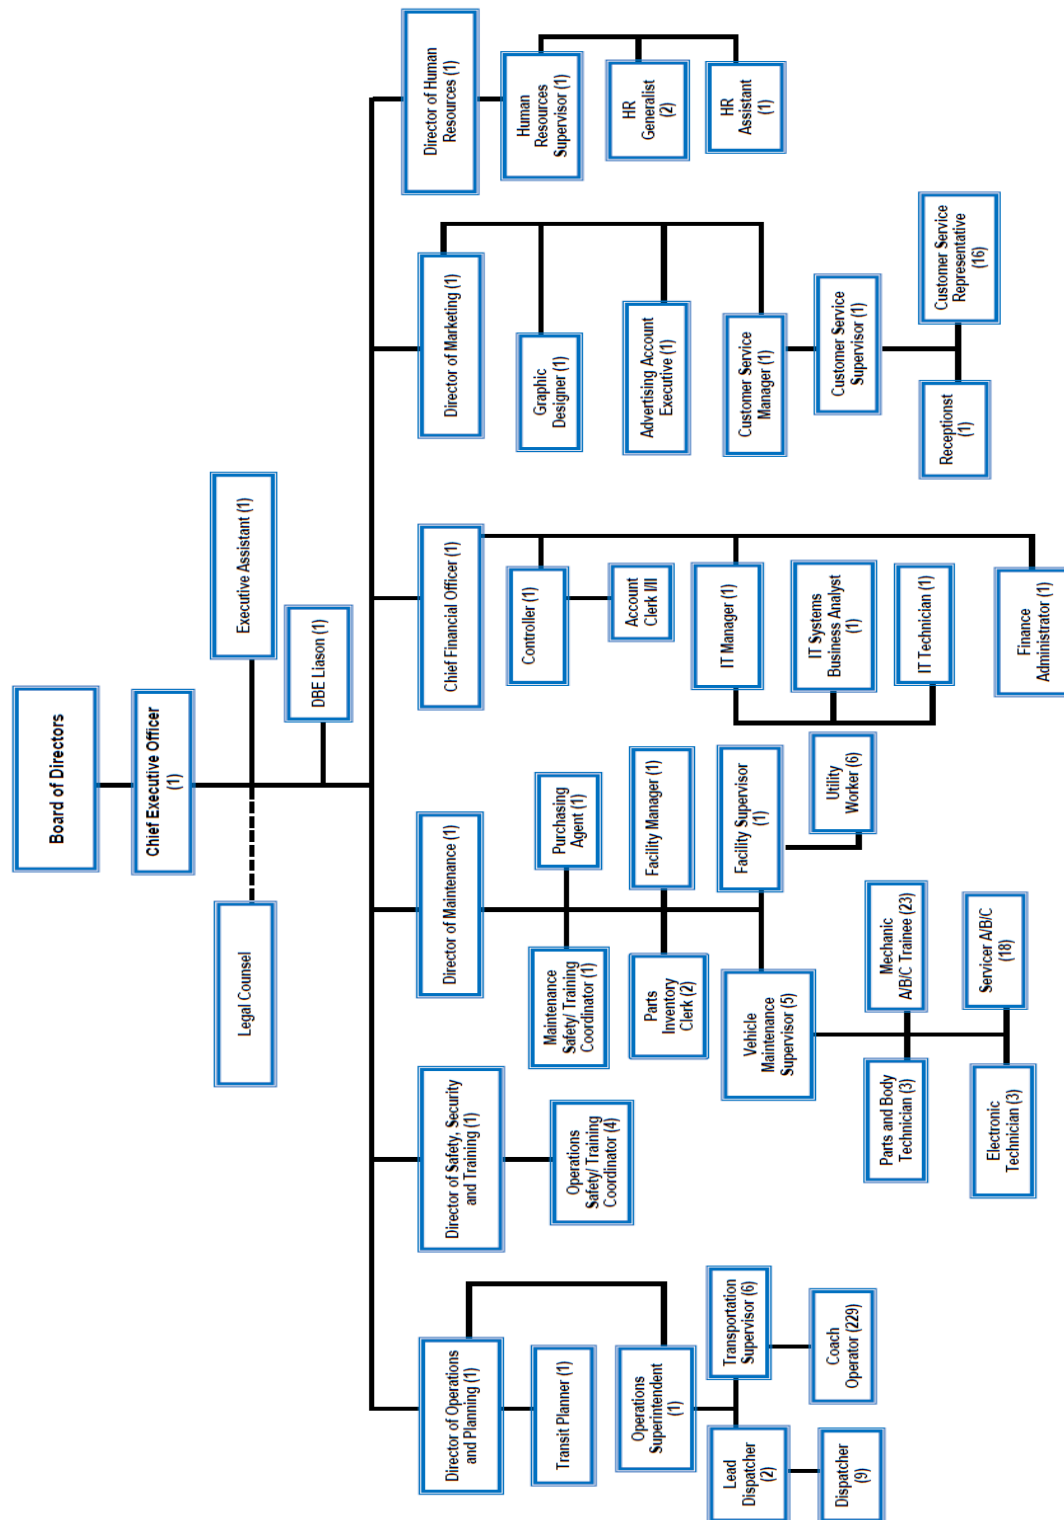 Board of Directors
Chief Executive Officer
(1)
Legal Counsel
Executive Assistant (1)
DBE Liason (1)
Director of Operations
and Planning (1)
Transit Planner (1)
Operations
Superintendent
(1)
Lead
Dispatcher
(2)
Dispatcher
(9)
Transportation
Supervisor (6)
Coach
Operator (229)
Director of Safety, Security
and Training (1)
Operations
Safety/ Training
Coordinator (4)
Director of Maintenance (1)
Maintenance
Safety/ Training
Coordinator (1)
Purchasing
Agent (1)
Parts
Inventory
Clerk (2)
Facility Manager (1)
Vehicle
Maintenance
Supervisor (5)
Facility Supervisor
(1)
Utility
Worker (6)
Parts and Body
Technician (3)
Mechanic
A/B/C Trainee (23)
Electronic
Technician (3)
Servicer A/B/C
(18)
Chief Financial Officer (1)
Controller (1)
Account
Clerk I/II
IT Manager (1)
IT Systems
Business Analyst
(1)
IT Technician (1)
Finance
Administrator (1)
Director of Marketing (1)
Graphic
Designer (1)
Advertising Account
Executive (1)
Customer Service
Manager (1)
Customer Service
Supervisor (1)
Receptionst
(1)
Customer Service
Representative
(16)
Director of Human
Resources (1)
Human
Resources
Supervisor (1)
HR
Generalist
(2)
HR
Assistant
(1)